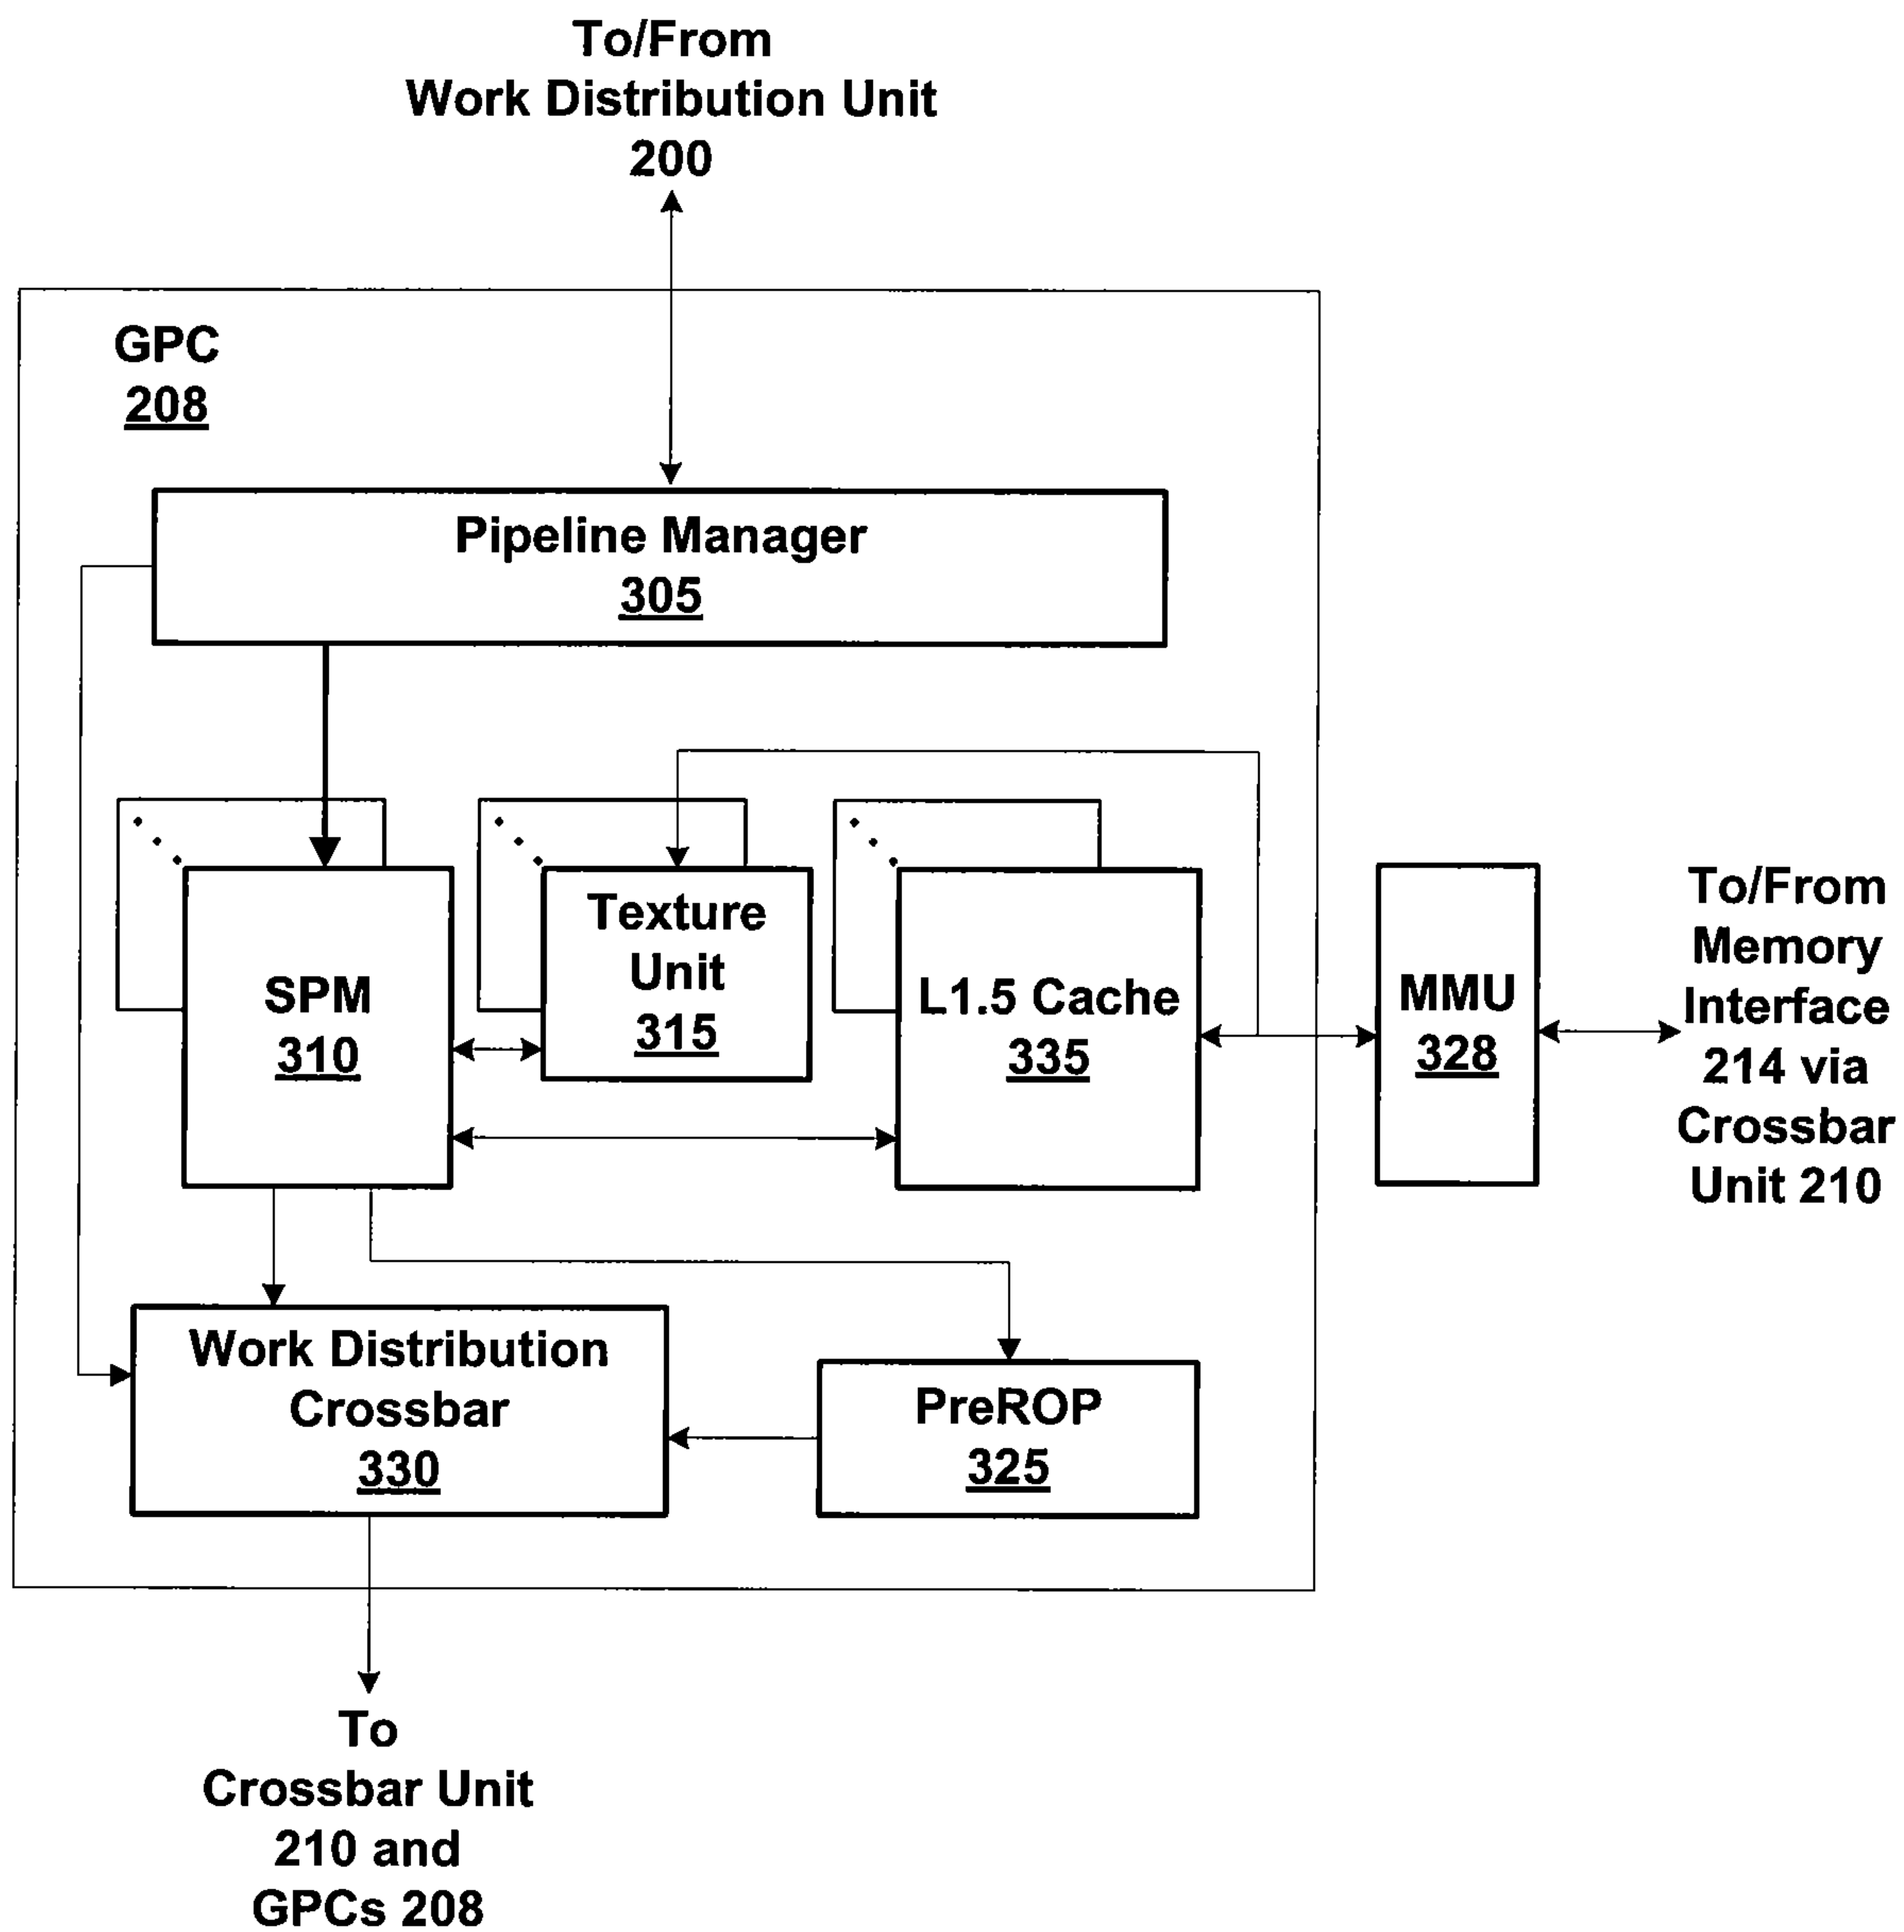 To/From
Work Distribution Unit
200
GPC
208
Pipeline Manager
305
SPM
310
Texture
Unit
315
L1.5 Cache
335
MMU
328
To/From
Memory
Interface
214 via
Crossbar
Unit 210
Work Distribution
Crossbar
330
PreROP
325
To
Crossbar Unit
210 and
GPCs 208